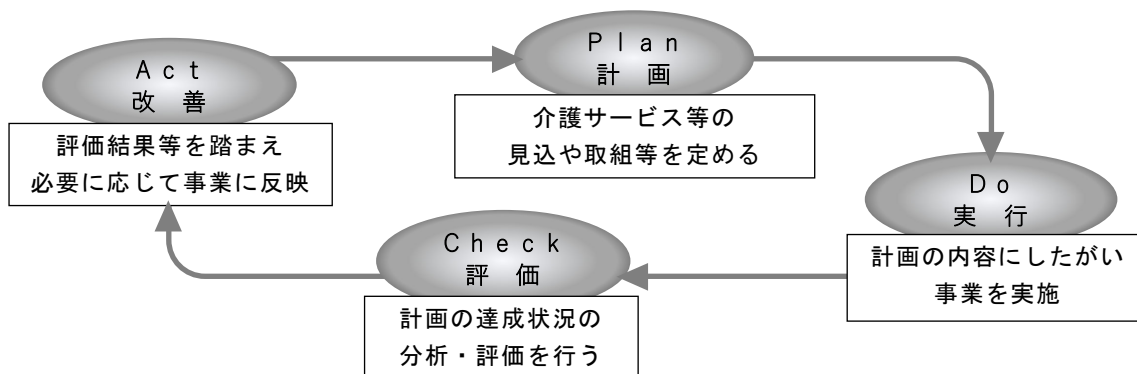 Plan
計画
介護サービス等の
見込や取組等を定める
Do
実行
計画の内容にしたがい
事業を実施
Check
評価
計画の達成状況の
分析・評価を行う
Act
改善
評価結果等を踏まえ
必要に応じて事業に反映